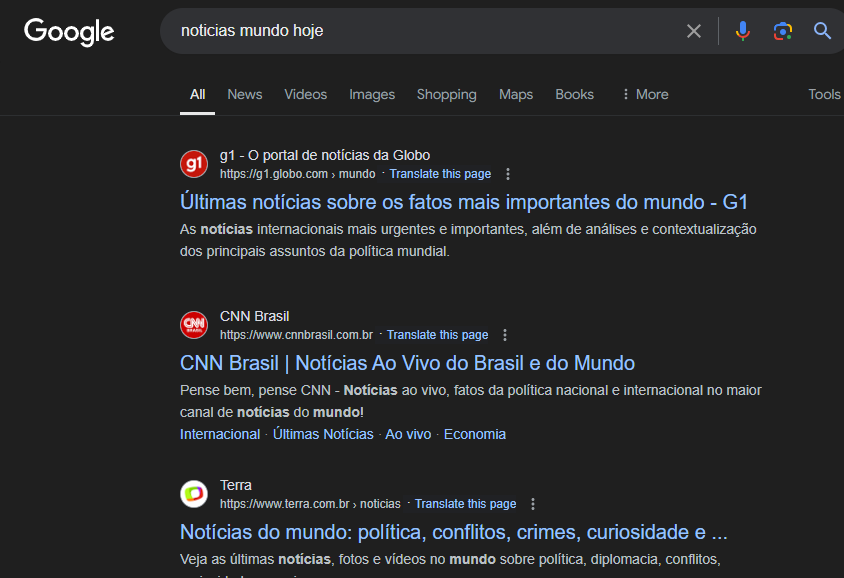 Google
noticias mundo hoje
All News Videos Images Shopping Maps Books More Tools
g1
g1 - O portal de notícias da Globo
https://g1.globo.com › mundo · Translate this page
Últimas notícias sobre os fatos mais importantes do mundo - G1
As notícias internacionais mais urgentes e importantes, além de análises e contextualização
dos principais assuntos da política mundial.
CNN Brasil
CNN
BRASIL
https://www.cnnbrasil.com.br · Translate this page
CNN Brasil | Notícias Ao Vivo do Brasil e do Mundo
Pense bem, pense CNN - Notícias ao vivo, fatos da política nacional e internacional no maior
canal de notícias do mundo!
Internacional · Últimas Notícias · Ao vivo · Economia
Terra
https://www.terra.com.br › noticias · Translate this page
Notícias do mundo: política, conflitos, crimes, curiosidade e ...
Veja as últimas notícias, fotos e vídeos no mundo sobre política, diplomacia, conflitos,